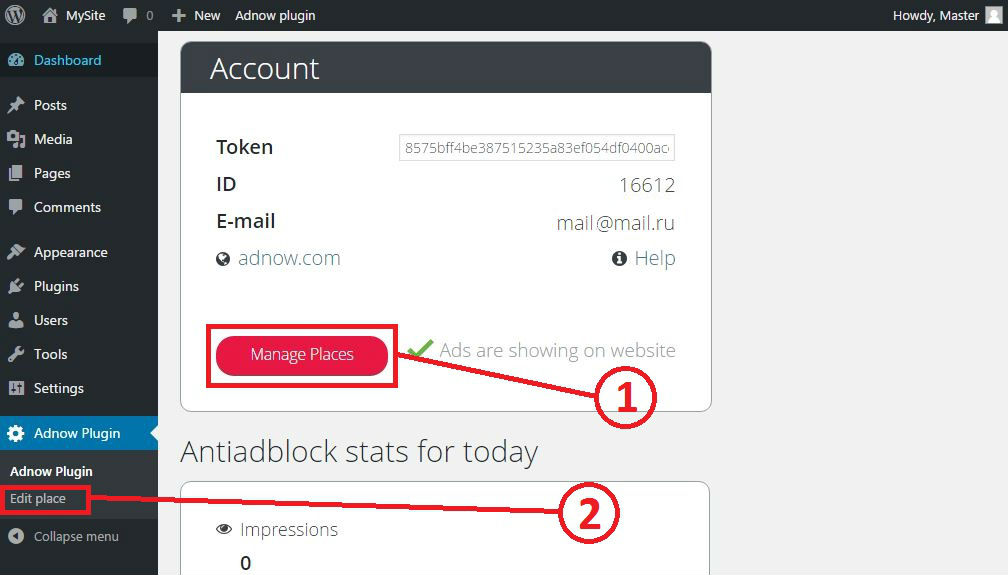 MySite 0 New Adnow plugin Howdy, Master
Dashboard
Posts
Media
Pages
Comments
Appearance
Plugins
Users
Tools
Settings
Adnow Plugin
Adnow Plugin
Edit place
Collapse menu
Account
Token 8575bff4be387515235a83ef054df0400ac
ID 16612
E-mail mail@mail.ru
adnow.com Help
Manage Places Ads are showing on website
1
Antiadblock stats for today
2
Impressions
0